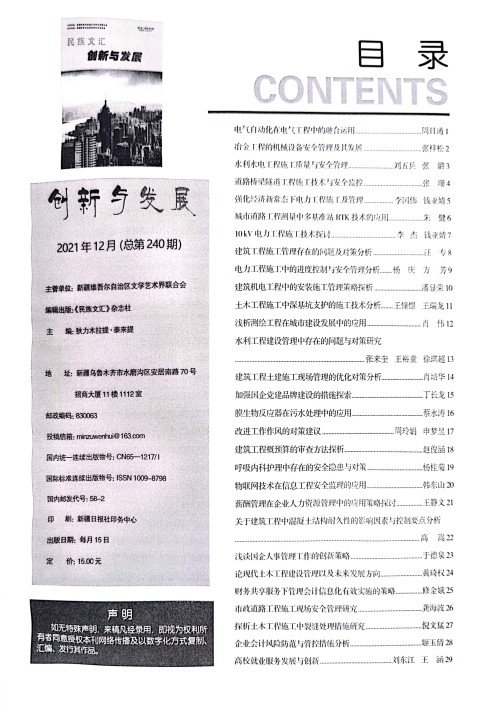 民族文汇
创新与发展
创新与发展
2021年12月(总第240期)
主管单位: 新疆维吾尔自治区文学艺术界联合会
编辑出版:《民族文汇》杂志社
主 编: 狄力木拉提·泰来提
地 址: 新疆乌鲁木齐市水磨沟区安居南路70号
招商大厦11楼1112室
邮政编码: 830063
投稿信箱: minzuwenhui@163.com
国内统一连续出版物号: CN65-1217/I
国际标准连续出版物号: ISSN 1009-8798
国内邮发代号: 58-2
印 刷: 新疆日报社印务中心
出版日期: 每月15日
定 价: 15.00元
声 明
如无特殊声明,来稿凡经录用,即视为权利所
有者同意授权本刊网络传播及以数字化方式复制、
汇编、发行其作品。
目 录
CONTENTS
电气自动化在电气工程中的融合运用 周日通 1
冶金工程的机械设备安全管理及其发展 张梓松 2
水利水电工程施工质量与安全管理 刘五兵 张 璐 3
道路桥梁隧道工程施工技术与安全监控 张 珊 4
强化经济新常态下电力工程施工及管理 李国伟 钱亚婧 5
城市道路工程测量中多基准站RTK技术的应用 朱 健 6
10kV电力工程施工技术探讨 李 杰 钱亚婧 7
建筑工程施工管理存在的问题及对策分析 汪 专 8
电力工程施工中的进度控制与安全管理分析 杨 庆 方 芳 9
建筑机电工程中的安装施工管理策略探析 潘显荣 10
土木工程施工中深基坑支护的施工技术分析 王憧憬 王瑞龙 11
浅析测绘工程在城市建设发展中的应用 肖 伟 12
水利工程建设管理中存在的问题与对策研究
张来奎 王裕童 徐琪超 13
建筑工程土建施工现场管理的优化对策分析 肖培华 14
加强国企党建品牌建设的措施探索 丁长龙 15
膜生物反应器在污水处理中的应用 蔡水涛 16
改进工作作风的对策建议 周玲娟 申梦昱 17
建筑工程概预算的审查方法探析 赵俊涵 18
呼吸内科护理中存在的安全隐患与对策 杨桂菊 19
物联网技术在信息工程安全监理的应用 韩东山 20
薪酬管理在企业人力资源管理中的应用策略探讨 王静文 21
关于建筑工程中混凝土结构耐久性的影响因素与控制要点分析
高 嵩 22
浅谈国企人事管理工作的创新策略 于德泉 23
论现代土木工程建设管理以及未来发展方向 黄琦权 24
财务共享服务下管理会计信息化有效实施的策略 修金城 25
市政道路工程施工现场安全管理研究 龚海波 26
探析土木工程施工中裂缝处理措施研究 倪文猛 27
企业会计风险防范与管控措施分析 姬玉倩 28
高校就业服务发展与创新 刘东江 王 涵 29